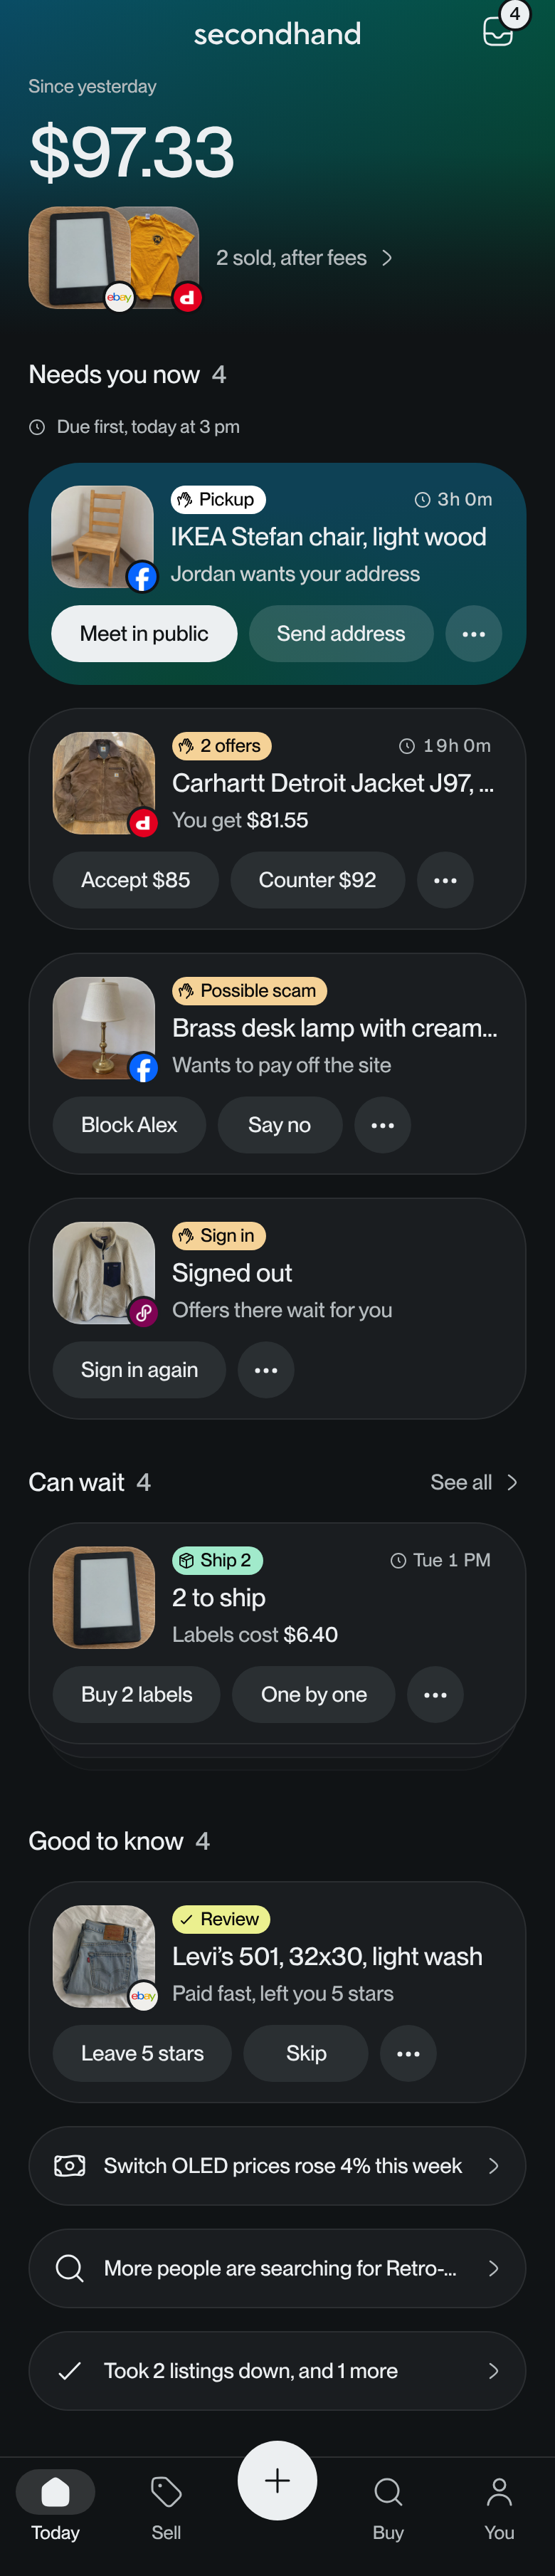 secondhand
4
Since yesterday
$97.33
ebay
d
2 sold, after fees
Needs you now 4
Due first, today at 3 pm
Pickup
3h 0m
IKEA Stefan chair, light wood
Jordan wants your address
f
Meet in public
Send address
2 offers
19h 0m
Carhartt Detroit Jacket J97, ...
You get $81.55
d
Accept $85
Counter $92
Possible scam
Brass desk lamp with cream...
Wants to pay off the site
f
Block Alex
Say no
Sign in
Signed out
Offers there wait for you
Sign in again
Can wait 4
See all
Ship 2
Tue 1 PM
2 to ship
Labels cost $6.40
Buy 2 labels
One by one
Good to know 4
Review
Levi’s 501, 32x30, light wash
Paid fast, left you 5 stars
ebay
Leave 5 stars
Skip
Switch OLED prices rose 4% this week
More people are searching for Retro-...
Took 2 listings down, and 1 more
Today
Sell
Buy
You